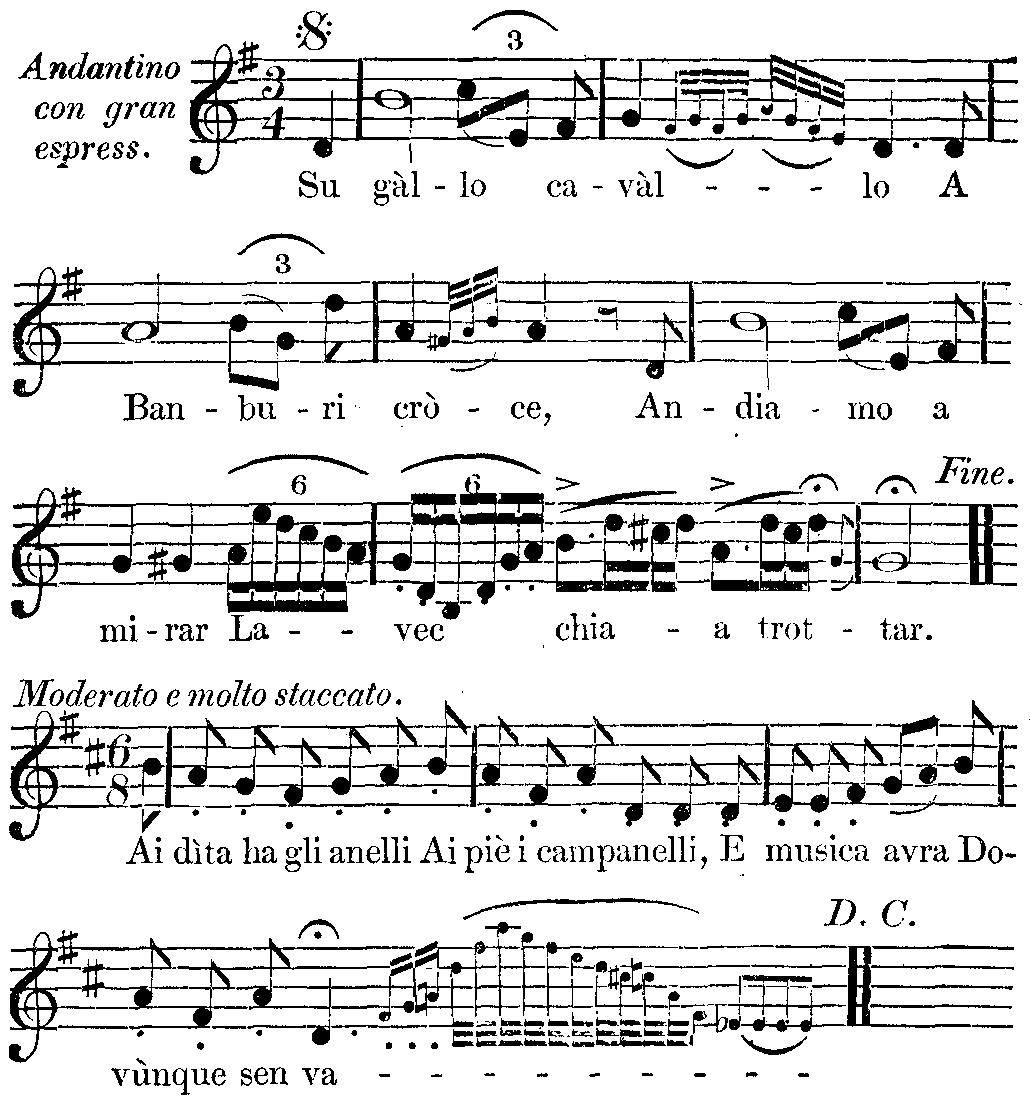 Andantino
con gran
espress.
3
3
4
Su gàl - lo ca - vàl - - - lo A
3
Ban - bu - ri crò - ce, An - dia - mo a
6 6 Fine.
mi - rar La - - vec chia - a trot - tar.
Moderato e molto staccato.
6
8
Ai dìta ha gli anelli Ai piè i campanelli, E musica avra Do-
D. C.
vùnque sen va - - - - - - - - -